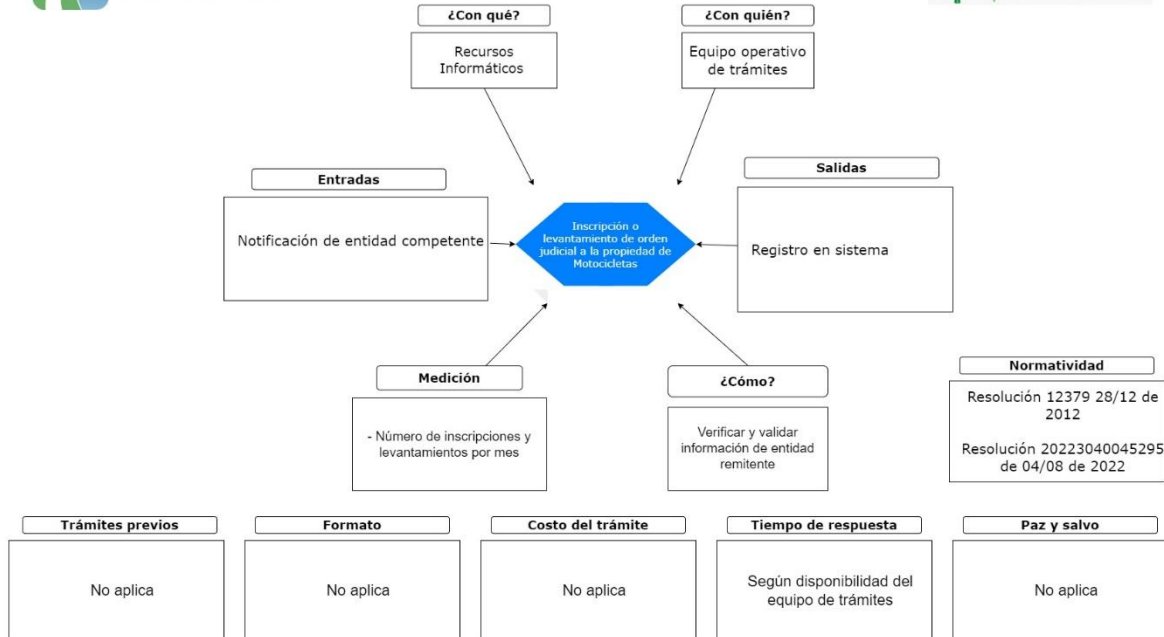 ¿Con qué?
Recursos
Informáticos
¿Con quién?
Equipo operativo
de trámites
Entradas
Notificación de entidad competente
Inscripción o
levantamiento de orden
judicial a la propiedad de
Motocicletas
Salidas
Registro en sistema
Medición
- Número de inscripciones y
levantamientos por mes
¿Cómo?
Verificar y validar
información de entidad
remitente
Normatividad
Resolución 12379 28/12 de
2012
Resolución 20223040045295
de 04/08 de 2022
Trámites previos
No aplica
Formato
No aplica
Costo del trámite
No aplica
Tiempo de respuesta
Según disponibilidad del
equipo de trámites
Paz y salvo
No aplica